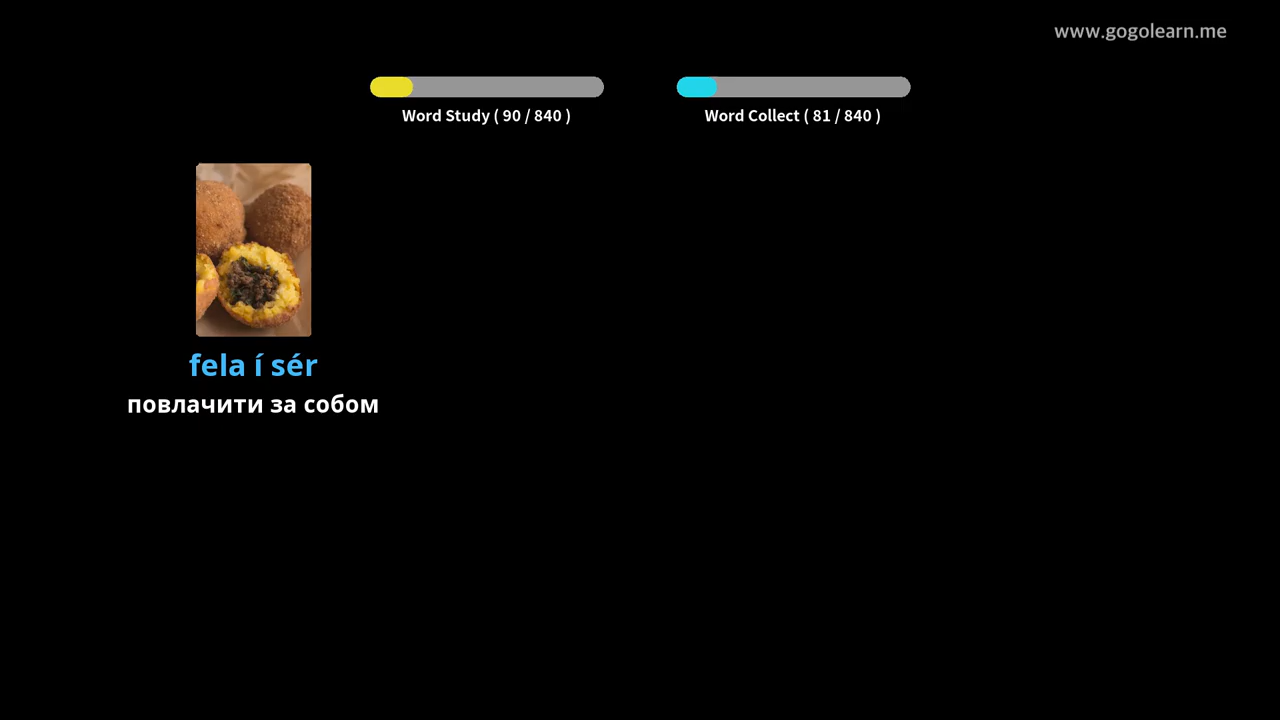 www.gogolearn.me
Word Study ( 90 / 840 )
Word Collect ( 81 / 840 )
fela í sér
повлачити за собом